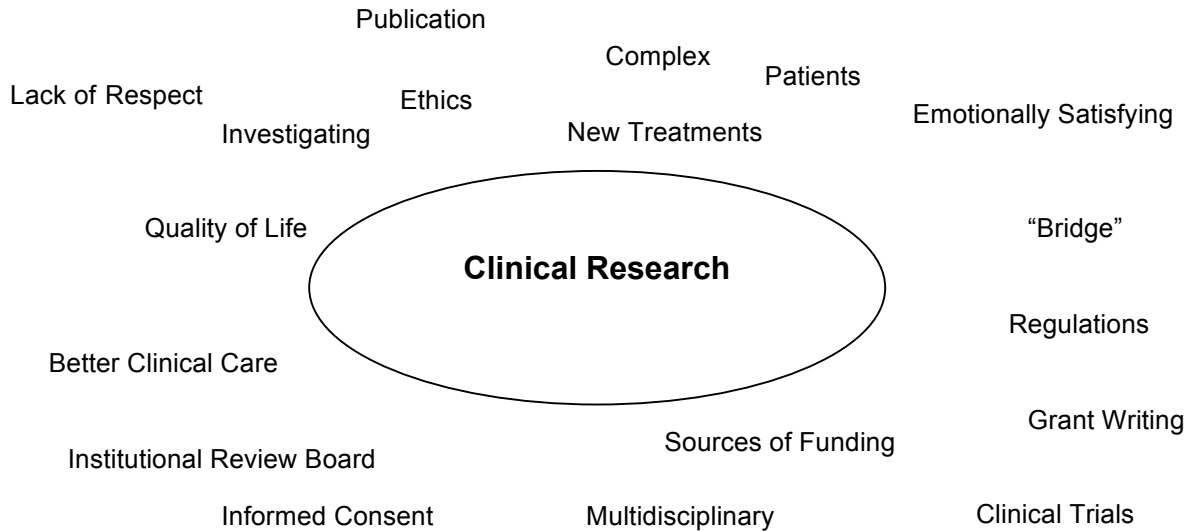 Publication
Complex
Patients
Lack of Respect
Ethics
Emotionally Satisfying
Investigating
New Treatments
Quality of Life
“Bridge”
Clinical Research
Regulations
Better Clinical Care
Grant Writing
Sources of Funding
Institutional Review Board
Informed Consent
Multidisciplinary
Clinical Trials